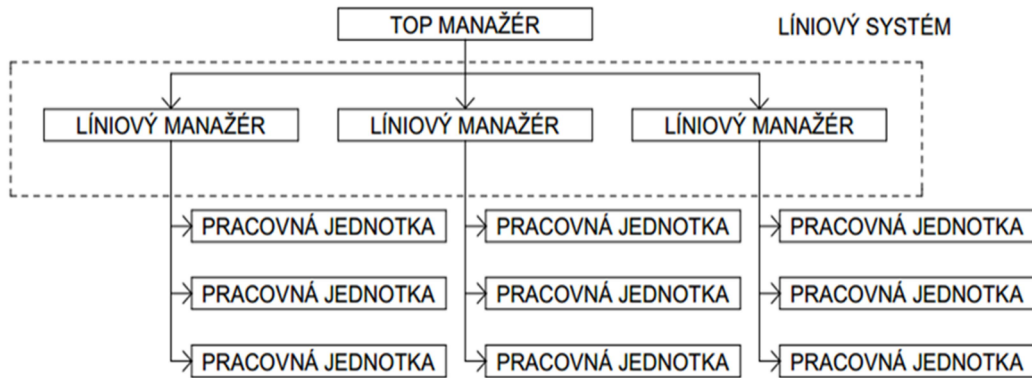 TOP MANAŽÉR
LÍNIOVÝ SYSTÉM
LÍNIOVÝ MANAŽÉR LÍNIOVÝ MANAŽÉR LÍNIOVÝ MANAŽÉR
PRACOVNÁ JEDNOTKA PRACOVNÁ JEDNOTKA PRACOVNÁ JEDNOTKA
PRACOVNÁ JEDNOTKA PRACOVNÁ JEDNOTKA PRACOVNÁ JEDNOTKA
PRACOVNÁ JEDNOTKA PRACOVNÁ JEDNOTKA PRACOVNÁ JEDNOTKA